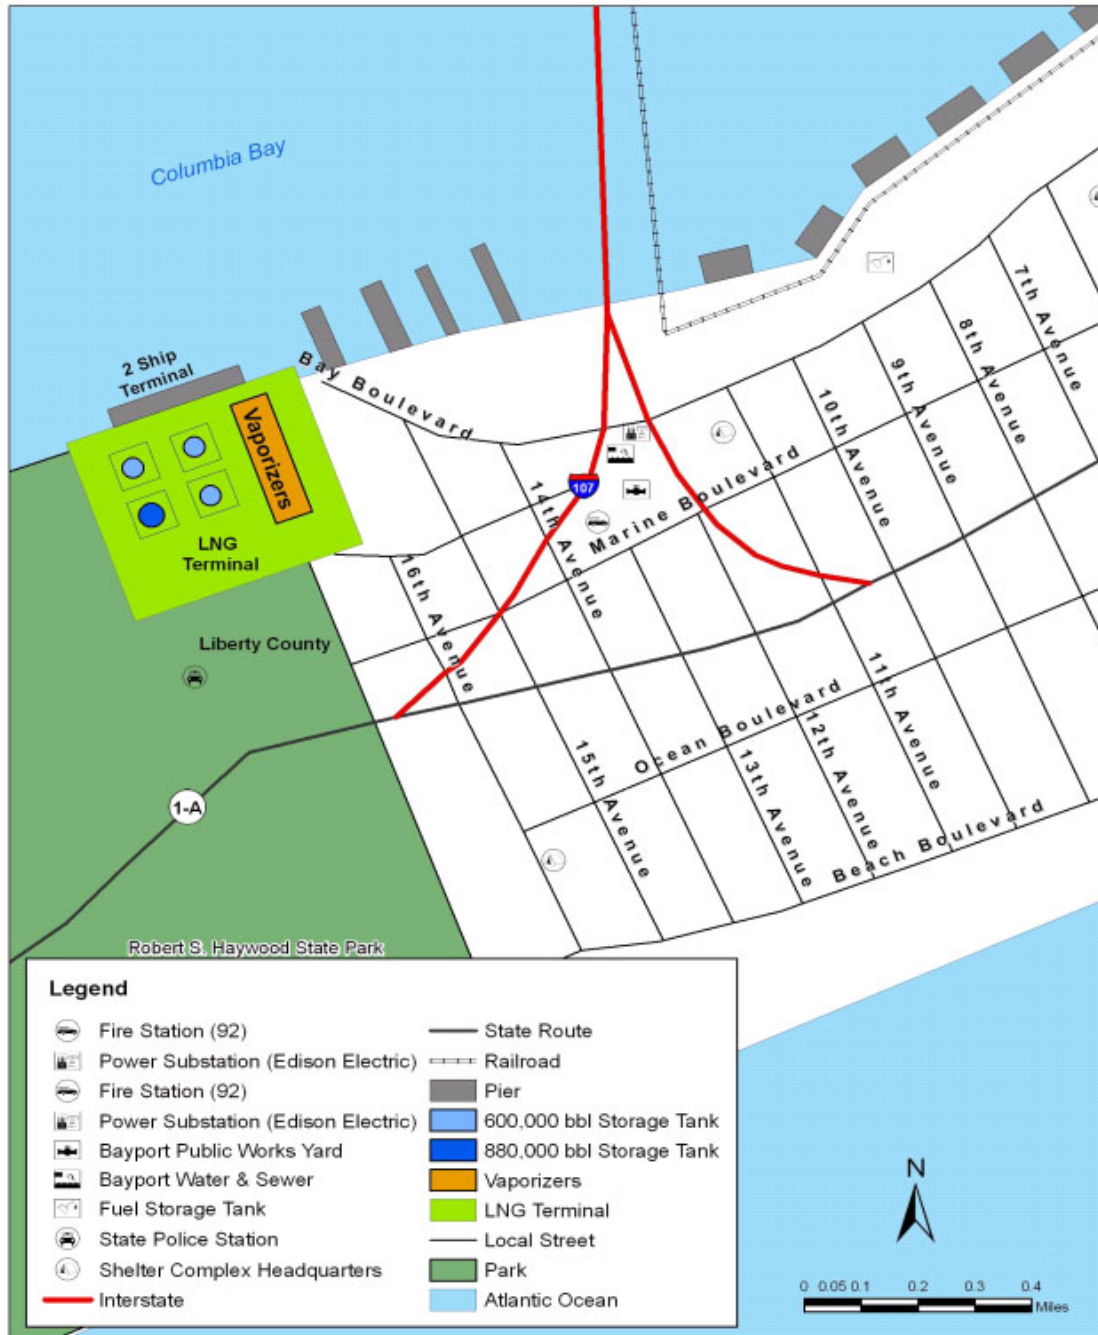 Columbia Bay
2 Ship
Terminal
Bay Boulevard
Vaporizers
LNG
Terminal
107
7th Avenue
8th Avenue
9th Avenue
10th Avenue
Marine Boulevard
14th Avenue
16th Avenue
Liberty County
11th Avenue
Ocean Boulevard
12th Avenue
13th Avenue
15th Avenue
1-A
Beach Boulevard
Robert S. Haywood State Park
Legend
Fire Station (92)
Power Substation (Edison Electric)
Fire Station (92)
Power Substation (Edison Electric)
Bayport Public Works Yard
Bayport Water & Sewer
Fuel Storage Tank
State Police Station
Shelter Complex Headquarters
Interstate
State Route
Railroad
Pier
600,000 bbl Storage Tank
880,000 bbl Storage Tank
Vaporizers
LNG Terminal
Local Street
Park
Atlantic Ocean
N
0 0.05 0.1 0.2 0.3 0.4
Miles